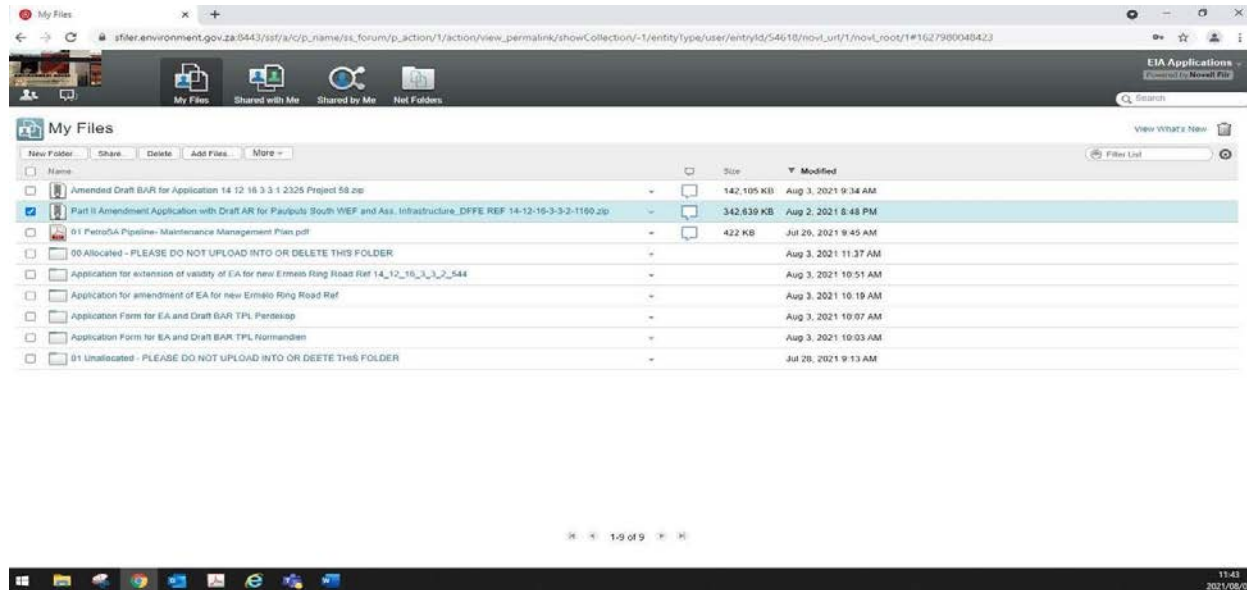 My Files
sfiler.environment.gov.za:8443/ssf/a/c/p_name/ss_forum/p_action/1/action/view_permalink/showCollection/-1/entityType/user/entryId/54618/novl_url/1/novl_root/1#1627980048423
EIA Applications
Powered by Novell Filr
My Files Shared with Me Shared by Me Net Folders
Search
My Files
View What's New
New Folder... Share... Delete Add Files... More
Filter List
Name Size Modified
Amended Draft BAR for Application 14 12 16 3 3 1 2325 Project 58.zip 142,105 KB Aug 3, 2021 9:34 AM
Part II Amendment Application with Draft AR for Paulputs South WEF and Ass. Infrastructure_DFFE REF 14-12-16-3-3-2-1160.zip 342,639 KB Aug 2, 2021 8:48 PM
01 PetroSA Pipeline- Maintenance Management Plan.pdf 422 KB Jul 26, 2021 9:45 AM
00 Allocated - PLEASE DO NOT UPLOAD INTO OR DELETE THIS FOLDER Aug 3, 2021 11:37 AM
Application for extension of validity of EA for new Ermelo Ring Road Ref 14_12_16_3_3_2_544 Aug 3, 2021 10:51 AM
Application for amendment of EA for new Ermelo Ring Road Ref Aug 3, 2021 10:19 AM
Application Form for EA and Draft BAR TPL Perdekop Aug 3, 2021 10:07 AM
Application Form for EA and Draft BAR TPL Normandien Aug 3, 2021 10:03 AM
01 Unallocated - PLEASE DO NOT UPLOAD INTO OR DEETE THIS FOLDER Jul 28, 2021 9:13 AM
1-9 of 9
11:43
2021/08/0